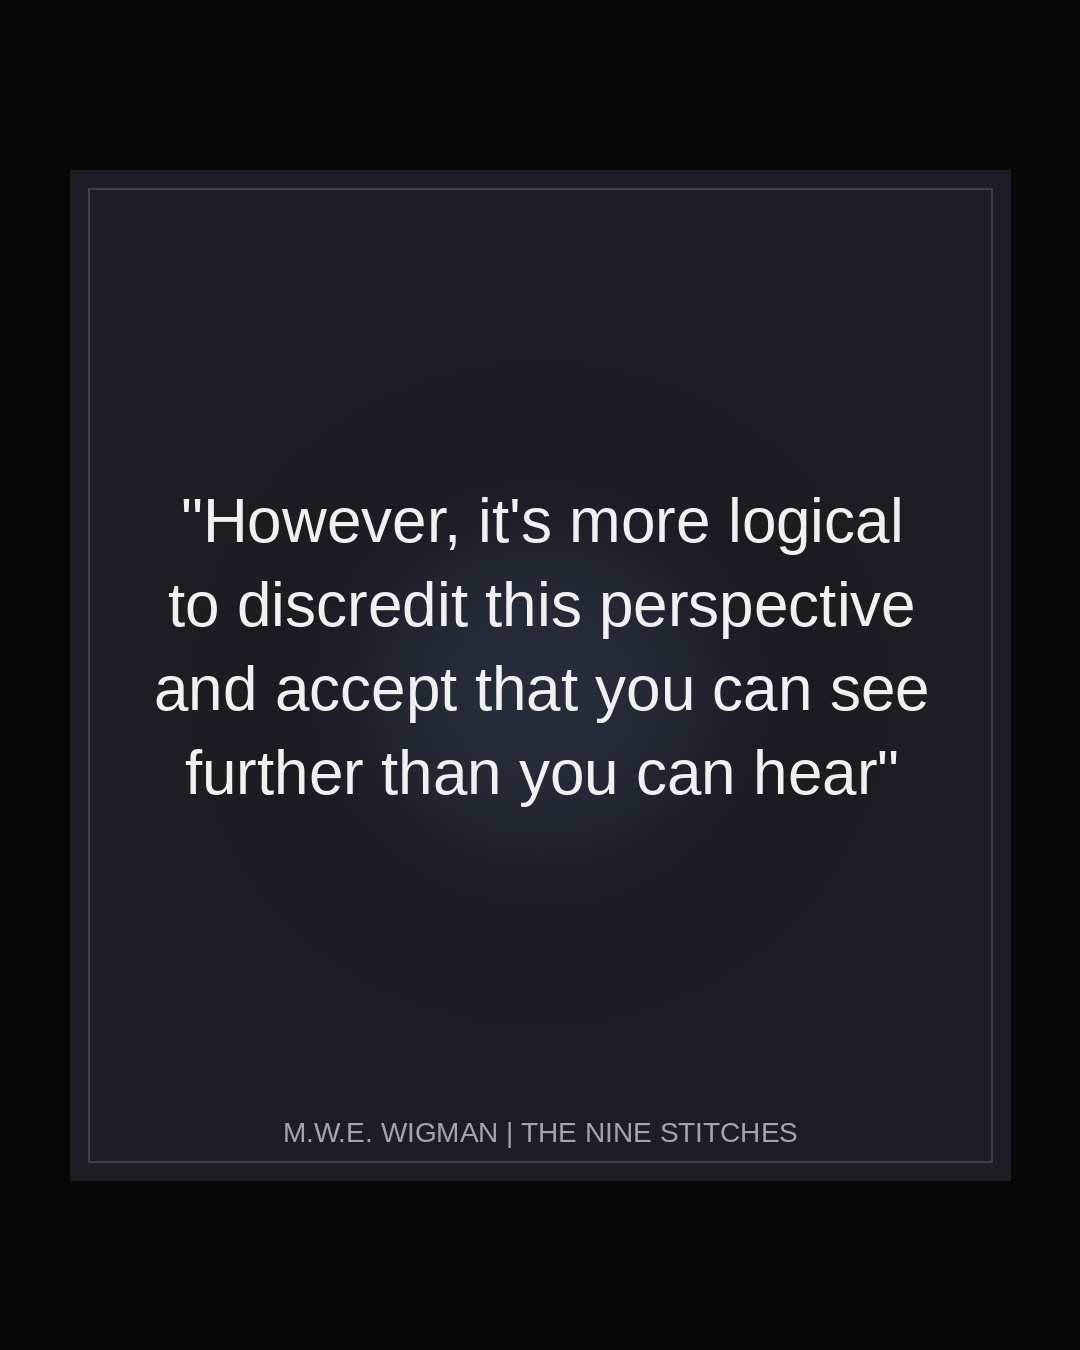 "However, it's more logical
to discredit this perspective
and accept that you can see
further than you can hear"
M.W.E. WIGMAN | THE NINE STITCHES